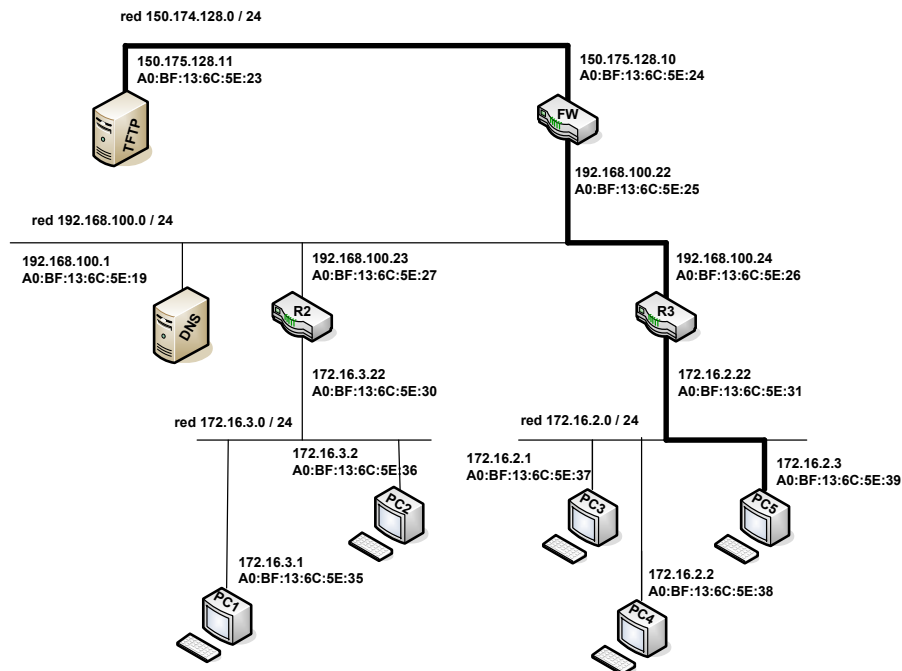 red 150.174.128.0 / 24
150.175.128.11
A0:BF:13:6C:5E:23
150.175.128.10
A0:BF:13:6C:5E:24
TFTP
FW
192.168.100.22
A0:BF:13:6C:5E:25
red 192.168.100.0 / 24
192.168.100.1
A0:BF:13:6C:5E:19
192.168.100.23
A0:BF:13:6C:5E:27
192.168.100.24
A0:BF:13:6C:5E:26
DNS
R2
R3
172.16.3.22
A0:BF:13:6C:5E:30
172.16.2.22
A0:BF:13:6C:5E:31
red 172.16.3.0 / 24
red 172.16.2.0 / 24
172.16.3.2
A0:BF:13:6C:5E:36
172.16.2.1
A0:BF:13:6C:5E:37
172.16.2.3
A0:BF:13:6C:5E:39
PC2
PC3
PC5
172.16.3.1
A0:BF:13:6C:5E:35
172.16.2.2
A0:BF:13:6C:5E:38
PC1
PC4